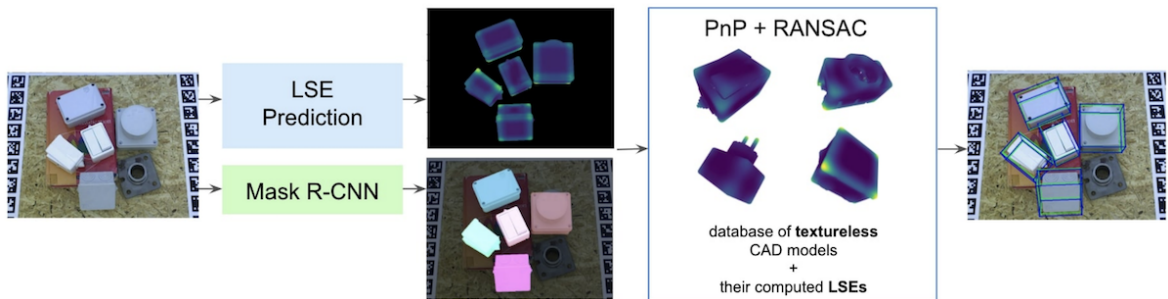 LSE
Prediction
Mask R-CNN
PnP + RANSAC
database of textureless
CAD models
+
their computed LSEs